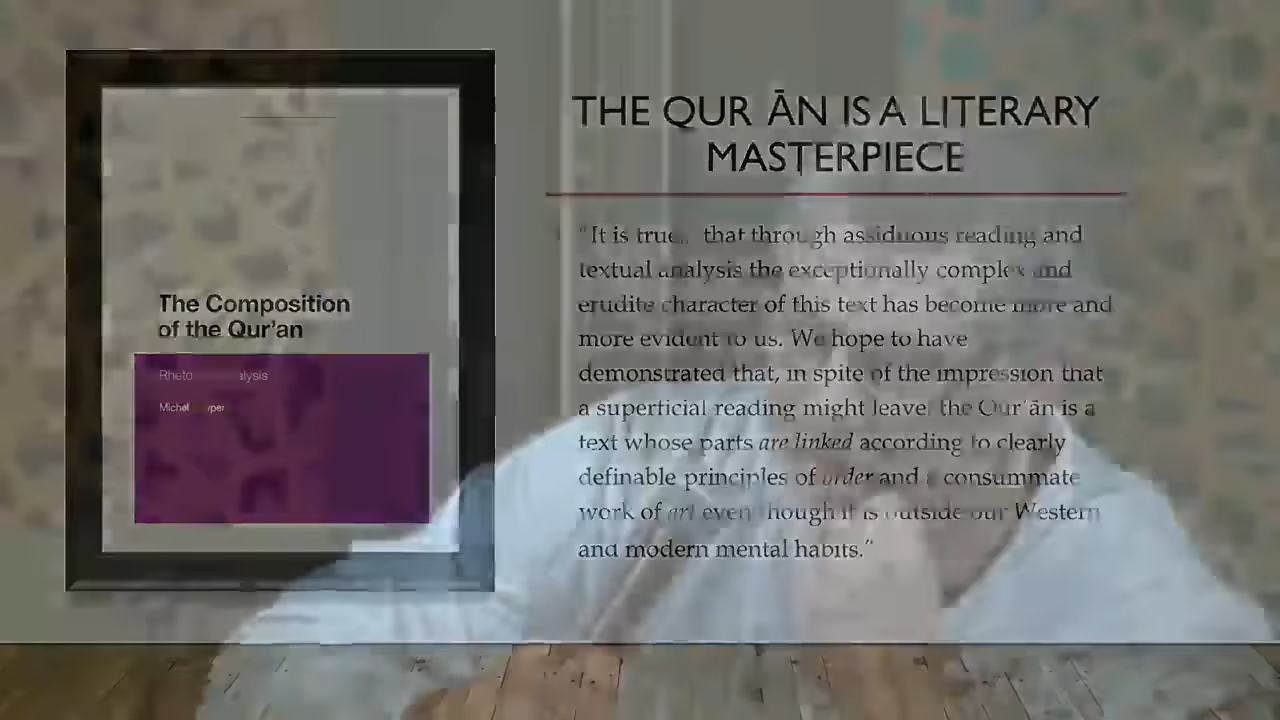 The Composition
of the Qur'an
THE QUR ĀN IS A LITERARY
MASTERPIECE
"It is true, that through assiduous reading and
textual analysis the exceptionally complex and
erudite character of this text has become more and
more evident to us. We hope to have
demonstrated that, in spite of the impression that
a superficial reading might leave, the Qur'ān is a
text whose parts are linked according to clearly
definable principles of order and a consummate
work of art even though it is outside our Western
and modern mental habits."